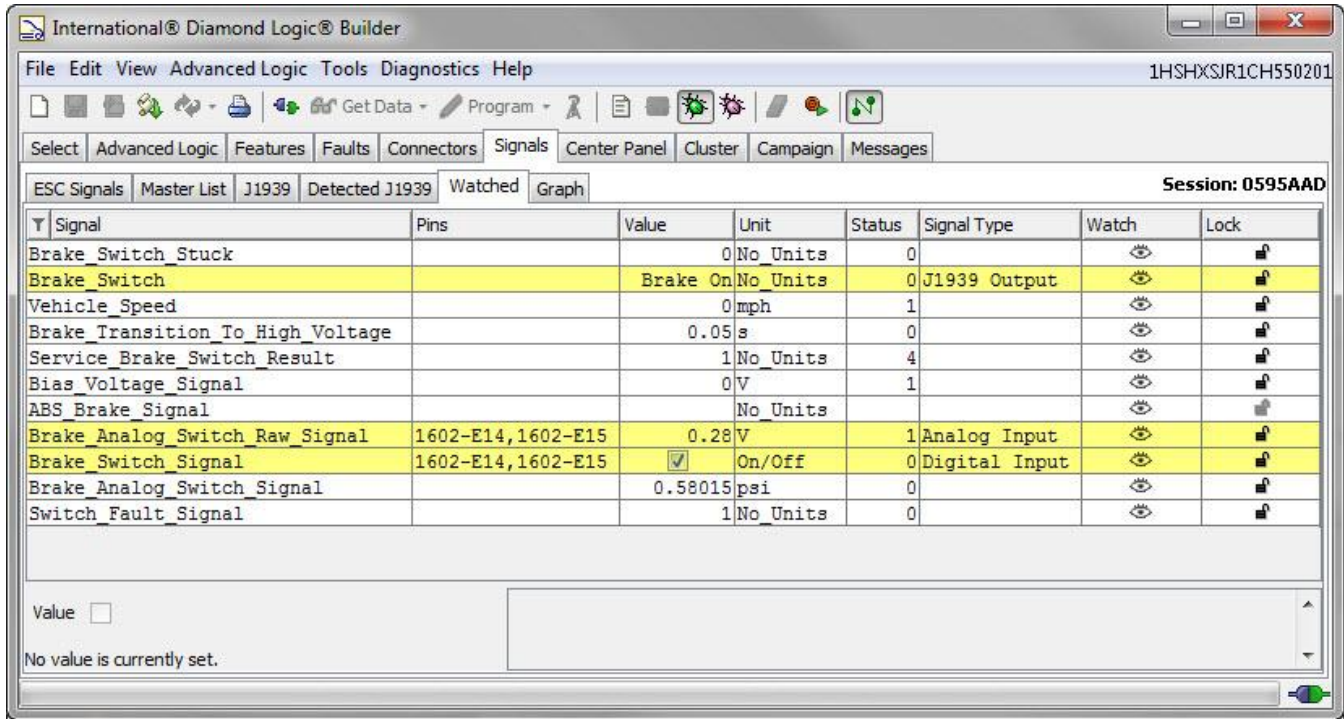 International® Diamond Logic® Builder
File Edit View Advanced Logic Tools Diagnostics Help 1HSHXSJR1CH550201
Get Data Program
Select Advanced Logic Features Faults Connectors Signals Center Panel Cluster Campaign Messages
ESC Signals Master List J1939 Detected J1939 Watched Graph Session: 0595AAD
Signal Pins Value Unit Status Signal Type Watch Lock
Brake_Switch_Stuck 0 No_Units 0
Brake_Switch Brake On No_Units 0 J1939 Output
Vehicle_Speed 0 mph 1
Brake_Transition_To_High_Voltage 0.05 s 0
Service_Brake_Switch_Result 1 No_Units 4
Bias_Voltage_Signal 0 V 1
ABS_Brake_Signal No_Units
Brake_Analog_Switch_Raw_Signal 1602-E14,1602-E15 0.28 V 1 Analog Input
Brake_Switch_Signal 1602-E14,1602-E15 On/Off 0 Digital Input
Brake_Analog_Switch_Signal 0.58015 psi 0
Switch_Fault_Signal 1 No_Units 0
Value
No value is currently set.